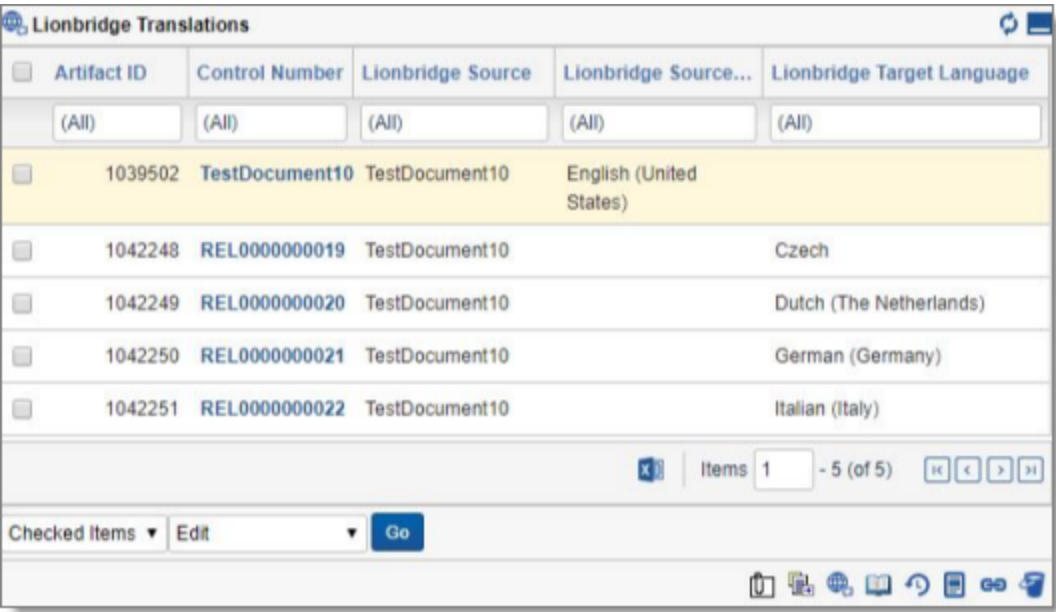 Lionbridge Translations
Artifact ID Control Number Lionbridge Source Lionbridge Source... Lionbridge Target Language
(All) (All) (All) (All) (All)
1039502 TestDocument10 TestDocument10 English (United
States)
1042248 REL0000000019 TestDocument10 Czech
1042249 REL0000000020 TestDocument10 Dutch (The Netherlands)
1042250 REL0000000021 TestDocument10 German (Germany)
1042251 REL0000000022 TestDocument10 Italian (Italy)
Items 1 - 5 (of 5)
Checked Items Edit Go